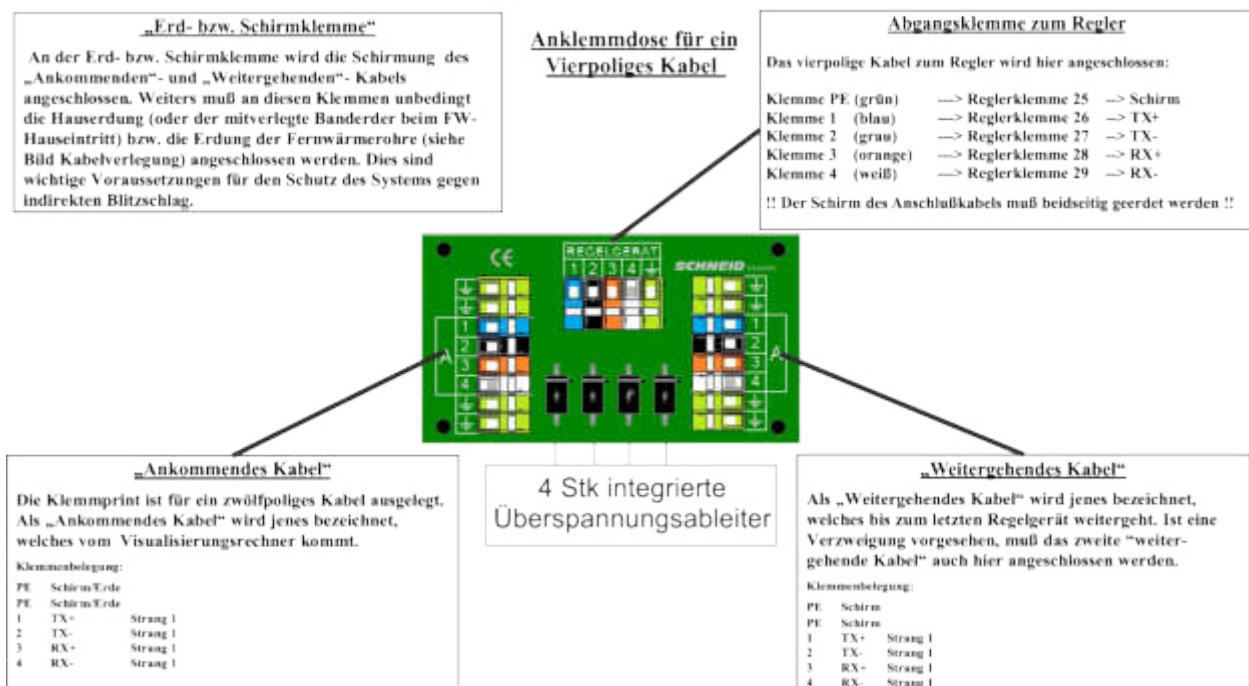 „Erd- bzw. Schirmklemme“
An der Erd- bzw. Schirmklemme wird die Schirmung des
„Ankommenden“- und „Weitergehenden“- Kabels
angeschlossen. Weiters muß an diesen Klemmen unbedingt
die Hauserdung (oder der mitverlegte Banderder beim FW-
Hauseintritt) bzw. die Erdung der Fernwärmerohre (siehe
Bild Kabelverlegung) angeschlossen werden. Dies sind
wichtige Voraussetzungen für den Schutz des Systems gegen
indirekten Blitzschlag.
Anklemmdose für ein
Vierpoliges Kabel
Abgangsklemme zum Regler
Das vierpolige Kabel zum Regler wird hier angeschlossen:
Klemme PE (grün) ---> Reglerklemme 25 --> Schirm
Klemme 1 (blau) ---> Reglerklemme 26 --> TX+
Klemme 2 (grau) ---> Reglerklemme 27 --> TX-
Klemme 3 (orange) ---> Reglerklemme 28 --> RX+
Klemme 4 (weiß) ---> Reglerklemme 29 --> RX-
!! Der Schirm des Anschlußkabels muß beidseitig geerdet werden !!
CE
REGELGERÄT
1 2 3 4
SCHNEID
1
2
3
4
A
1
2
3
4
A
4 Stk integrierte
Überspannungsableiter
„Ankommendes Kabel“
Die Klemmprint ist für ein zwölfpoliges Kabel ausgelegt.
Als „Ankommendes Kabel“ wird jenes bezeichnet,
welches vom Visualisierungsrechner kommt.
Klemmenbelegung:
PE Schirm/Erde
PE Schirm/Erde
1 TX+ Strang 1
2 TX- Strang 1
3 RX+ Strang 1
4 RX- Strang 1
„Weitergehendes Kabel“
Als „Weitergehendes Kabel“ wird jenes bezeichnet,
welches bis zum letzten Regelgerät weitergeht. Ist eine
Verzweigung vorgesehen, muß das zweite “weiter-
gehende Kabel“ auch hier angeschlossen werden.
Klemmenbelegung:
PE Schirm
PE Schirm
1 TX+ Strang 1
2 TX- Strang 1
3 RX+ Strang 1
4 RX- Strang 1